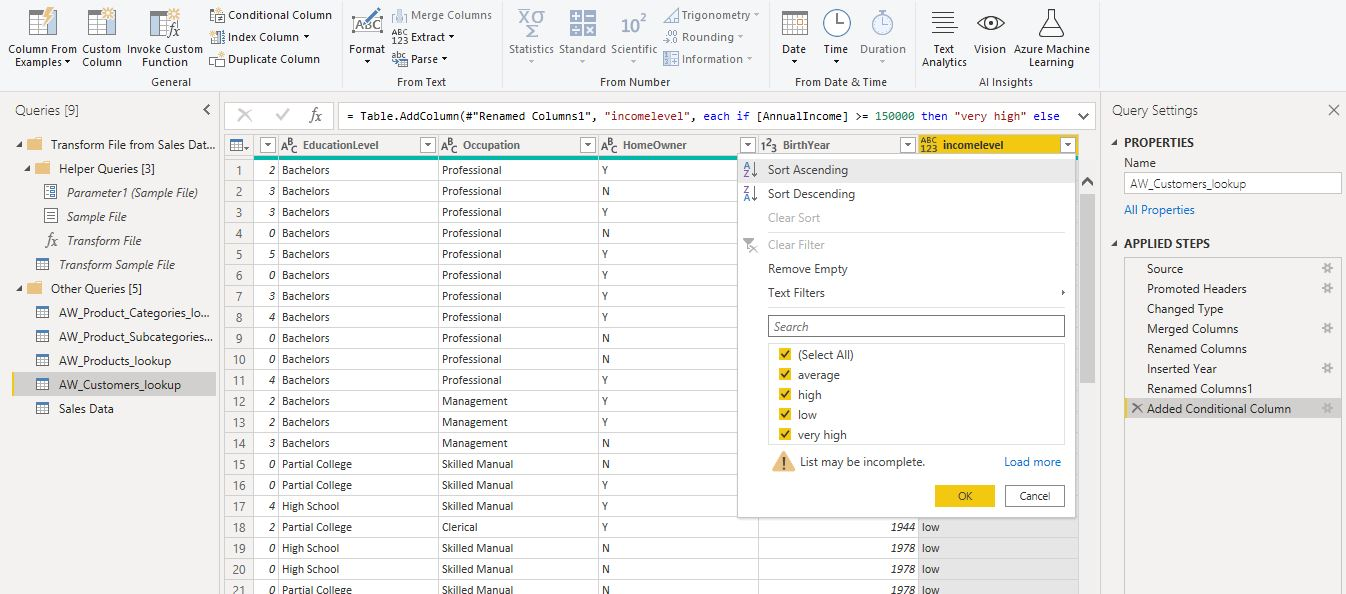 Column From Examples
Custom Column
Invoke Custom Function
Conditional Column
Index Column
Duplicate Column
General
Format
Merge Columns
Extract
Parse
From Text
Statistics
Standard
Scientific
Trigonometry
Rounding
Information
From Number
Date
Time
Duration
From Date & Time
Text Analytics
Vision
Azure Machine Learning
AI Insights
Queries [9]
Transform File from Sales Dat...
Helper Queries [3]
Parameter1 (Sample File)
Sample File
fx Transform File
Transform Sample File
Other Queries [5]
AW_Product_Categories_lo...
AW_Product_Subcategories...
AW_Products_lookup
AW_Customers_lookup
Sales Data
fx = Table.AddColumn(#"Renamed Columns1", "incomelevel", each if [AnnualIncome] >= 150000 then "very high" else
EducationLevel Occupation HomeOwner BirthYear incomelevel
1 2 Bachelors Professional Y
2 3 Bachelors Professional N
3 3 Bachelors Professional Y
4 0 Bachelors Professional N
5 5 Bachelors Professional Y
6 0 Bachelors Professional Y
7 3 Bachelors Professional Y
8 4 Bachelors Professional Y
9 0 Bachelors Professional N
10 0 Bachelors Professional N
11 4 Bachelors Professional Y
12 2 Bachelors Management Y
13 2 Bachelors Management Y
14 3 Bachelors Management N
15 0 Partial College Skilled Manual N
16 0 Partial College Skilled Manual Y
17 4 High School Skilled Manual Y
18 2 Partial College Clerical Y 1944 low
19 0 High School Skilled Manual N 1978 low
20 0 High School Skilled Manual N 1978 low
21 0 Partial College Skilled Manual N 1978 low
Sort Ascending
Sort Descending
Clear Sort
Clear Filter
Remove Empty
Text Filters
Search
(Select All)
average
high
low
very high
List may be incomplete. Load more
OK Cancel
Query Settings
PROPERTIES
Name
AW_Customers_lookup
All Properties
APPLIED STEPS
Source
Promoted Headers
Changed Type
Merged Columns
Renamed Columns
Inserted Year
Renamed Columns1
Added Conditional Column